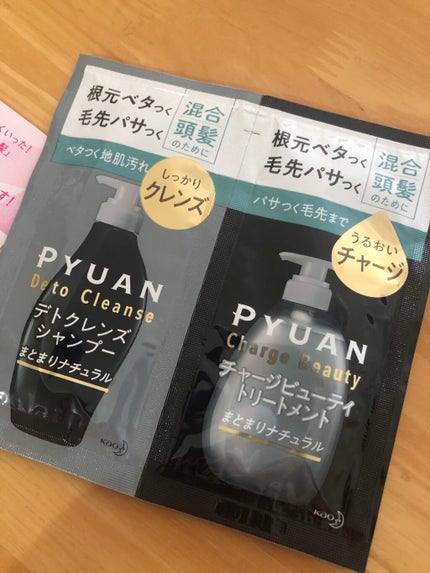 くいった!
髪」
す!
根元ベタつく
毛先パサつく
混合
頭髪
のために
ベタつく地肌汚れ
しっかり
クレンズ
PYUAN
Deto Cleanse
デトクレンズ
シャンプー
まとまりナチュラル
Kao
根元ベタつく
毛先パサつく
混合
頭髪
のために
パサつく毛先まで
うるおい
チャージ
PYUAN
Charge Beauty
チャージビューティ
トリートメント
まとまりナチュラル
Kao